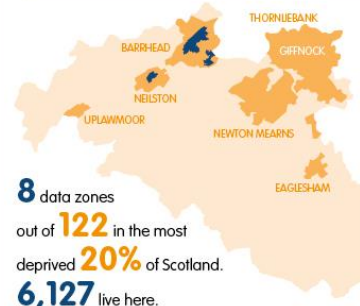 THORNLIEBANK
BARRHEAD
GIFFNOCK
NEILSTON
UPLAWMOOR
NEWTON MEARNS
EAGLESHAM
8 data zones
out of 122 in the most
deprived 20% of Scotland.
6,127 live here.